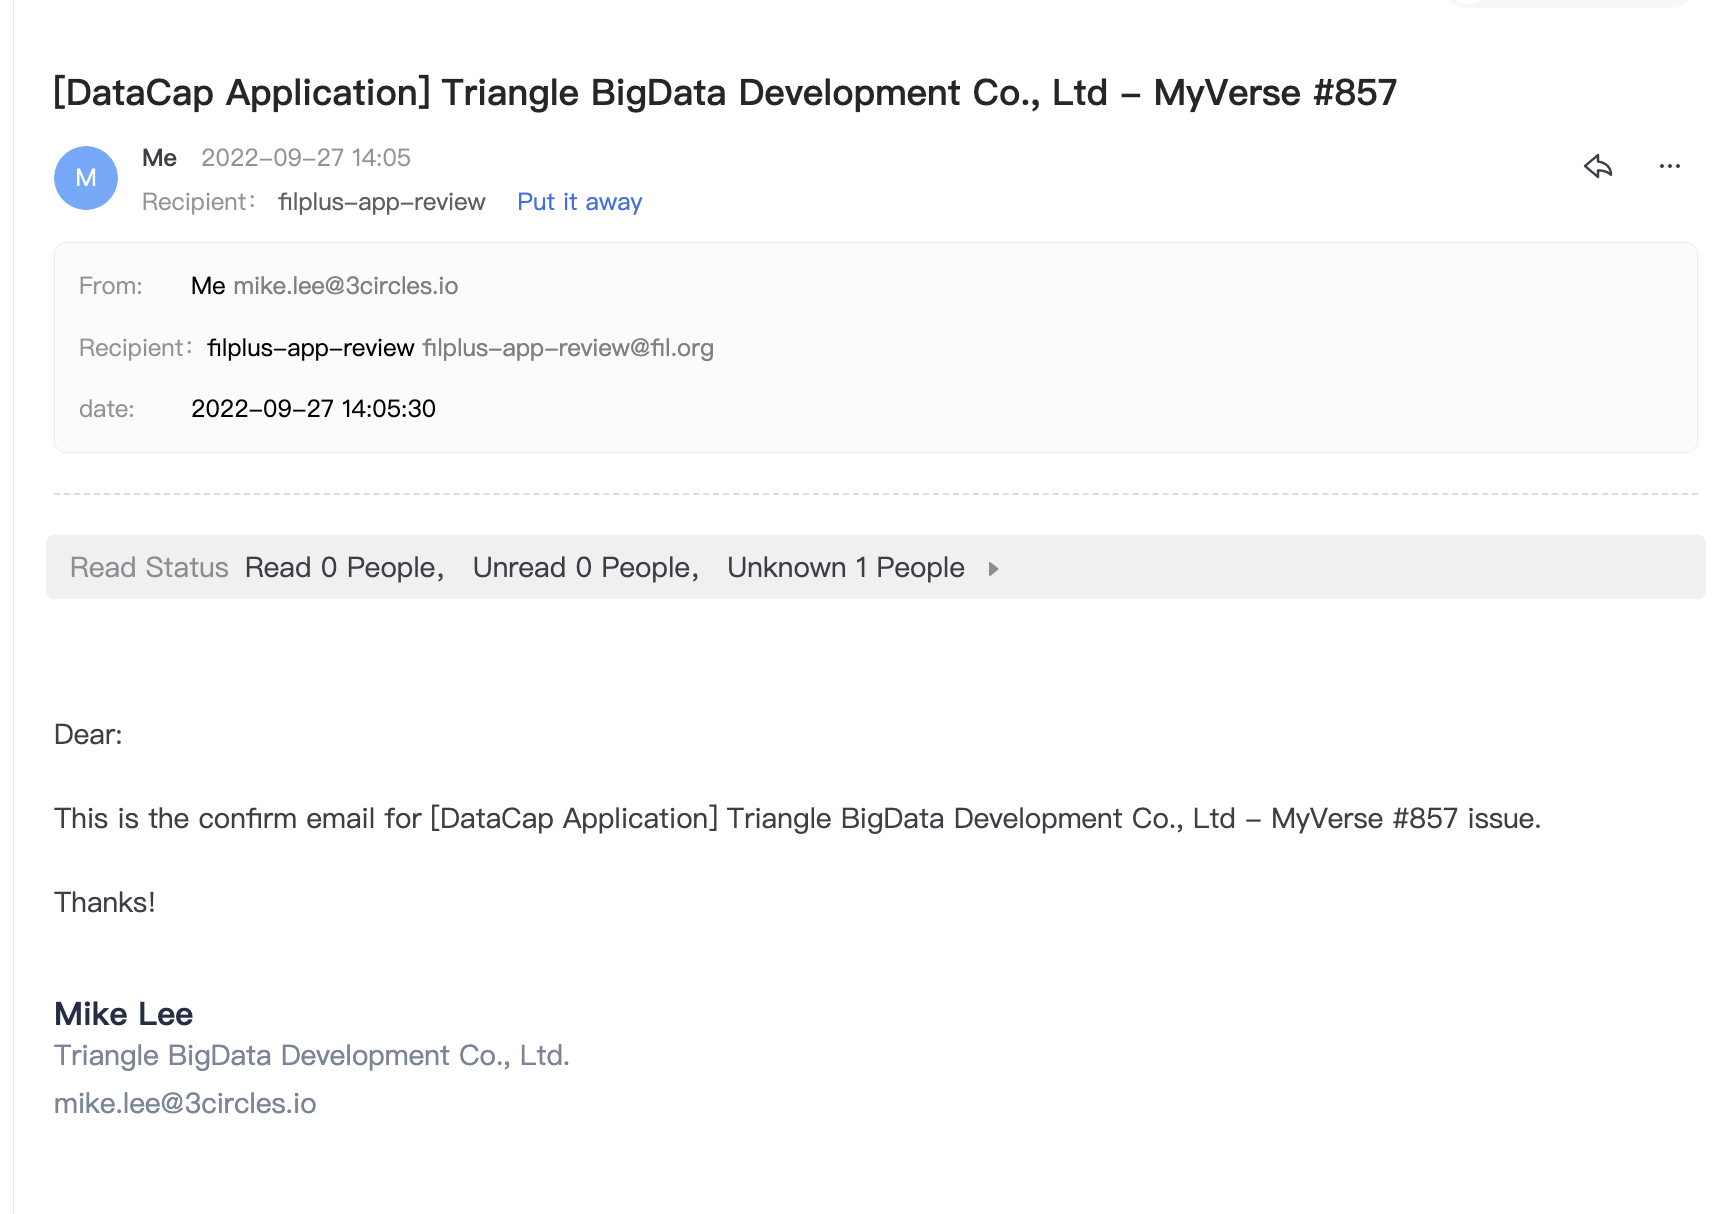 [DataCap Application] Triangle BigData Development Co., Ltd – MyVerse #857
M
Me 2022–09–27 14:05
Recipient： filplus–app–review Put it away
From: Me mike.lee@3circles.io
Recipient： filplus–app–review filplus–app–review@fil.org
date: 2022–09–27 14:05:30
Read Status Read 0 People， Unread 0 People， Unknown 1 People
Dear:
This is the confirm email for [DataCap Application] Triangle BigData Development Co., Ltd – MyVerse #857 issue.
Thanks!
Mike Lee
Triangle BigData Development Co., Ltd.
mike.lee@3circles.io